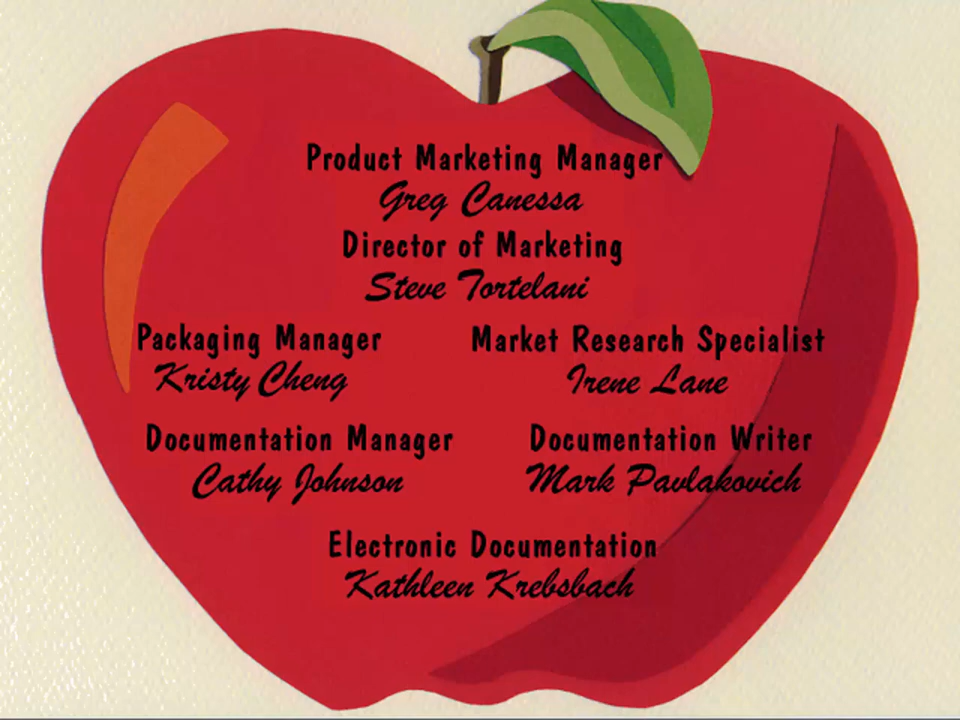 Product Marketing Manager
Greg Canessa
Director of Marketing
Steve Tortelani
Packaging Manager
Kristy Cheng
Market Research Specialist
Irene Lane
Documentation Manager
Cathy Johnson
Documentation Writer
Mark Pavlakovich
Electronic Documentation
Kathleen Krebsbach